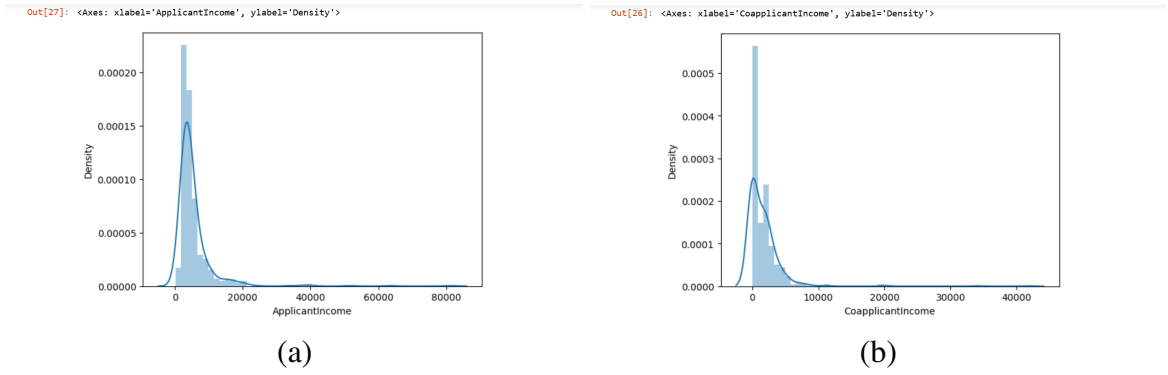 Out[27]: <Axes: xlabel='ApplicantIncome', ylabel='Density'>
0.00020
0.00015
0.00010
0.00005
0.00000
Density
0 20000 40000 60000 80000
ApplicantIncome
(a)
Out[26]: <Axes: xlabel='CoapplicantIncome', ylabel='Density'>
0.0005
0.0004
0.0003
0.0002
0.0001
0.0000
Density
0 10000 20000 30000 40000
CoapplicantIncome
(b)